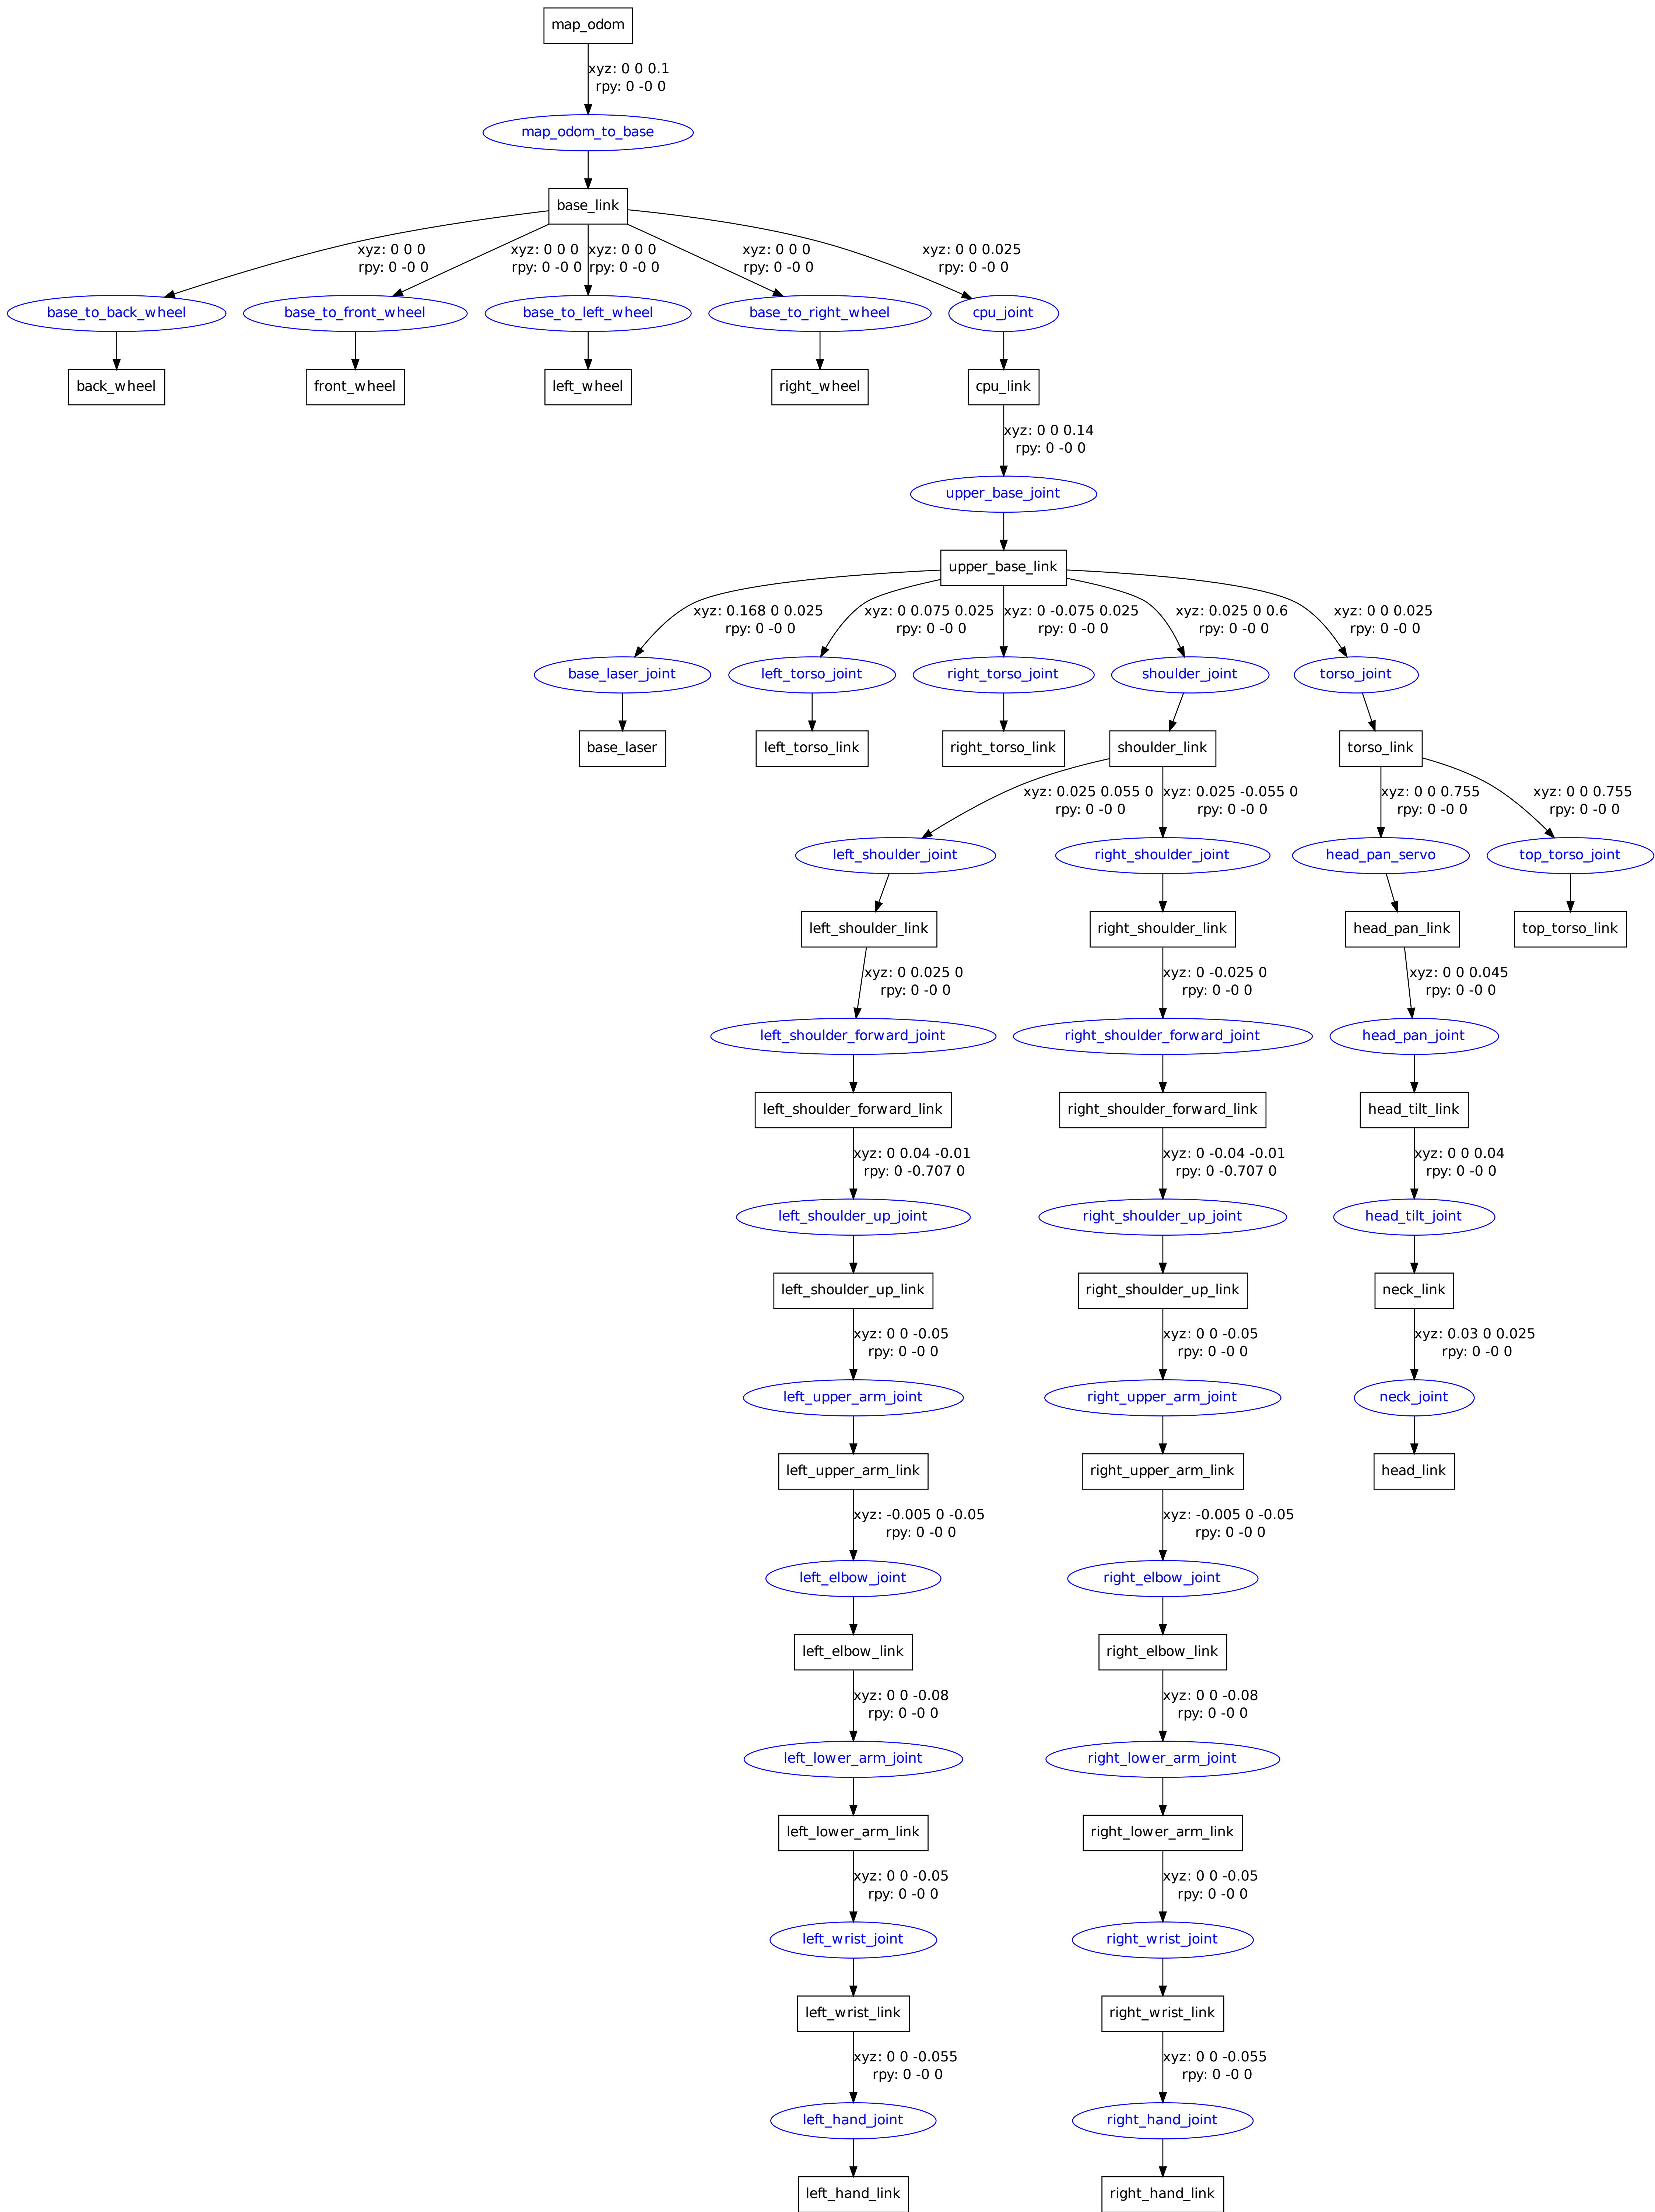 map_odom
xyz: 0 0 0.1
rpy: 0 -0 0
map_odom_to_base
base_link
xyz: 0 0 0
rpy: 0 -0 0
xyz: 0 0 0
rpy: 0 -0 0
xyz: 0 0 0
rpy: 0 -0 0
xyz: 0 0 0
rpy: 0 -0 0
xyz: 0 0 0.025
rpy: 0 -0 0
base_to_back_wheel
base_to_front_wheel
base_to_left_wheel
base_to_right_wheel
cpu_joint
back_wheel
front_wheel
left_wheel
right_wheel
cpu_link
xyz: 0 0 0.14
rpy: 0 -0 0
upper_base_joint
upper_base_link
xyz: 0.168 0 0.025
rpy: 0 -0 0
xyz: 0 0.075 0.025
rpy: 0 -0 0
xyz: 0 -0.075 0.025
rpy: 0 -0 0
xyz: 0.025 0 0.6
rpy: 0 -0 0
xyz: 0 0 0.025
rpy: 0 -0 0
base_laser_joint
left_torso_joint
right_torso_joint
shoulder_joint
torso_joint
base_laser
left_torso_link
right_torso_link
shoulder_link
torso_link
xyz: 0.025 0.055 0
rpy: 0 -0 0
xyz: 0.025 -0.055 0
rpy: 0 -0 0
xyz: 0 0 0.755
rpy: 0 -0 0
xyz: 0 0 0.755
rpy: 0 -0 0
left_shoulder_joint
right_shoulder_joint
head_pan_servo
top_torso_joint
left_shoulder_link
right_shoulder_link
head_pan_link
top_torso_link
xyz: 0 0.025 0
rpy: 0 -0 0
xyz: 0 -0.025 0
rpy: 0 -0 0
xyz: 0 0 0.045
rpy: 0 -0 0
left_shoulder_forward_joint
right_shoulder_forward_joint
head_pan_joint
left_shoulder_forward_link
right_shoulder_forward_link
head_tilt_link
xyz: 0 0.04 -0.01
rpy: 0 -0.707 0
xyz: 0 -0.04 -0.01
rpy: 0 -0.707 0
xyz: 0 0 0.04
rpy: 0 -0 0
left_shoulder_up_joint
right_shoulder_up_joint
head_tilt_joint
left_shoulder_up_link
right_shoulder_up_link
neck_link
xyz: 0 0 -0.05
rpy: 0 -0 0
xyz: 0 0 -0.05
rpy: 0 -0 0
xyz: 0.03 0 0.025
rpy: 0 -0 0
left_upper_arm_joint
right_upper_arm_joint
neck_joint
left_upper_arm_link
right_upper_arm_link
head_link
xyz: -0.005 0 -0.05
rpy: 0 -0 0
xyz: -0.005 0 -0.05
rpy: 0 -0 0
left_elbow_joint
right_elbow_joint
left_elbow_link
right_elbow_link
xyz: 0 0 -0.08
rpy: 0 -0 0
xyz: 0 0 -0.08
rpy: 0 -0 0
left_lower_arm_joint
right_lower_arm_joint
left_lower_arm_link
right_lower_arm_link
xyz: 0 0 -0.05
rpy: 0 -0 0
xyz: 0 0 -0.05
rpy: 0 -0 0
left_wrist_joint
right_wrist_joint
left_wrist_link
right_wrist_link
xyz: 0 0 -0.055
rpy: 0 -0 0
xyz: 0 0 -0.055
rpy: 0 -0 0
left_hand_joint
right_hand_joint
left_hand_link
right_hand_link